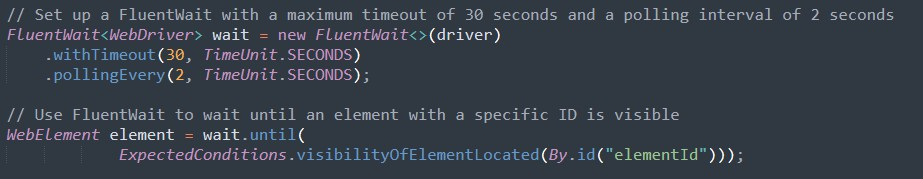 // Set up a FluentWait with a maximum timeout of 30 seconds and a polling interval of 2 seconds
FluentWait<WebDriver> wait = new FluentWait<>(driver)
    .withTimeout(30, TimeUnit.SECONDS)
    .pollingEvery(2, TimeUnit.SECONDS);

// Use FluentWait to wait until an element with a specific ID is visible
WebElement element = wait.until(
            ExpectedConditions.visibilityOfElementLocated(By.id("elementId")));